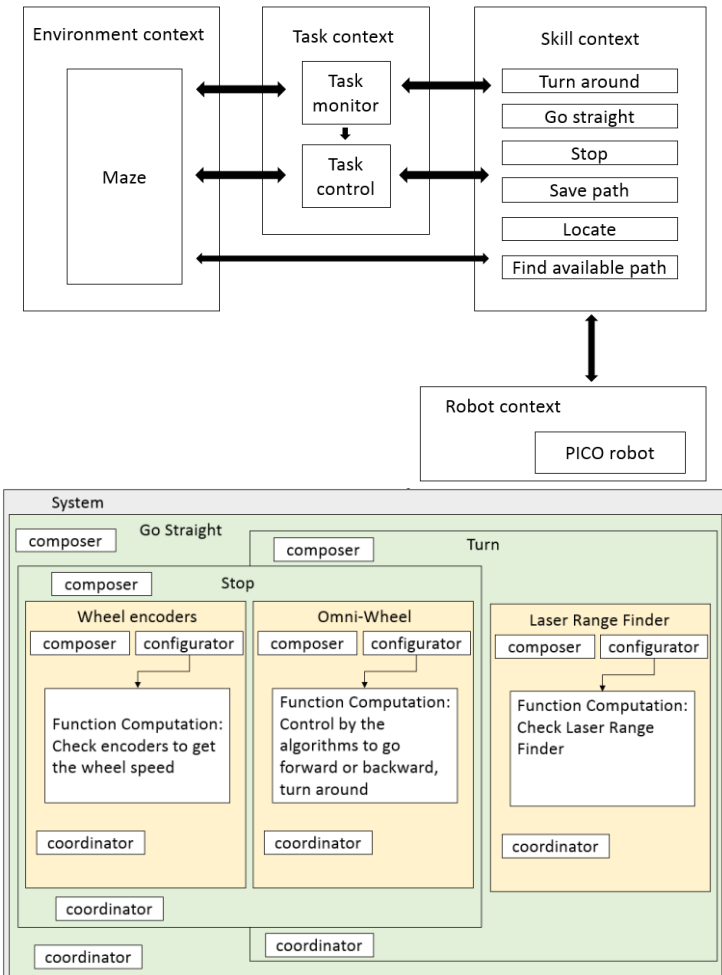 Environment context
Maze
Task context
Task
monitor
Task
control
Skill context
Turn around
Go straight
Stop
Save path
Locate
Find available path
Robot context
PICO robot
System
Go Straight
composer
Turn
composer
Stop
composer
Wheel encoders
composer
configurator
Function Computation:
Check encoders to get
the wheel speed
coordinator
Omni-Wheel
composer
configurator
Function Computation:
Control by the
algorithms to go
forward or backward,
turn around
coordinator
Laser Range Finder
composer
configurator
Function Computation:
Check Laser Range
Finder
coordinator
coordinator
coordinator
coordinator